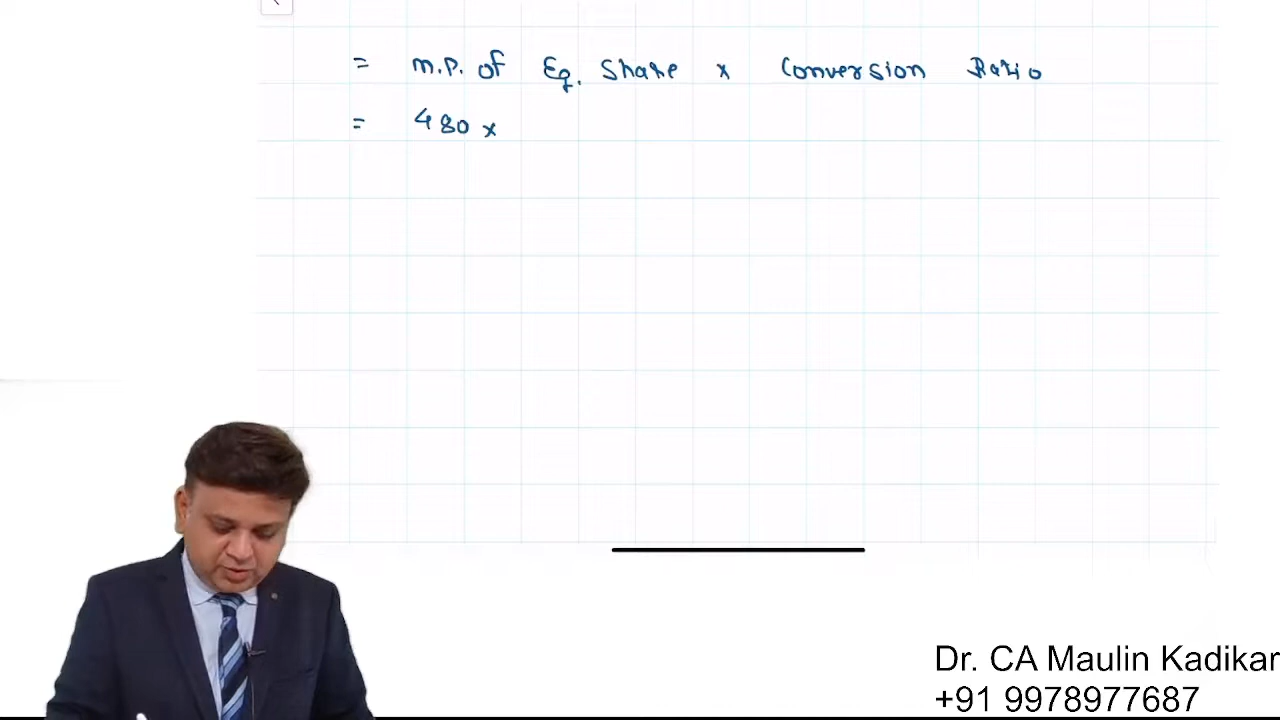 = M.P. of Eq. Share x Conversion Ratio
= 480 x
Dr. CA Maulin Kadikar
+91 9978977687